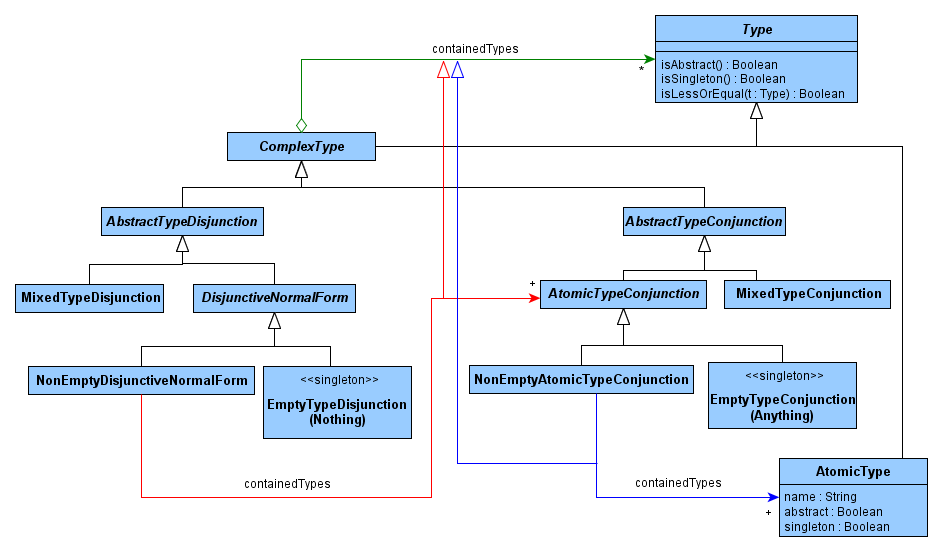 Type
containedTypes
isAbstract() : Boolean
isSingleton() : Boolean
isLessOrEqual(t : Type) : Boolean
*
ComplexType
AbstractTypeDisjunction
AbstractTypeConjunction
MixedTypeDisjunction
DisjunctiveNormalForm
+
AtomicTypeConjunction
MixedTypeConjunction
NonEmptyDisjunctiveNormalForm
<<singleton>>
EmptyTypeDisjunction
(Nothing)
NonEmptyAtomicTypeConjunction
<<singleton>>
EmptyTypeConjunction
(Anything)
containedTypes
containedTypes
+
AtomicType
name : String
abstract : Boolean
singleton : Boolean